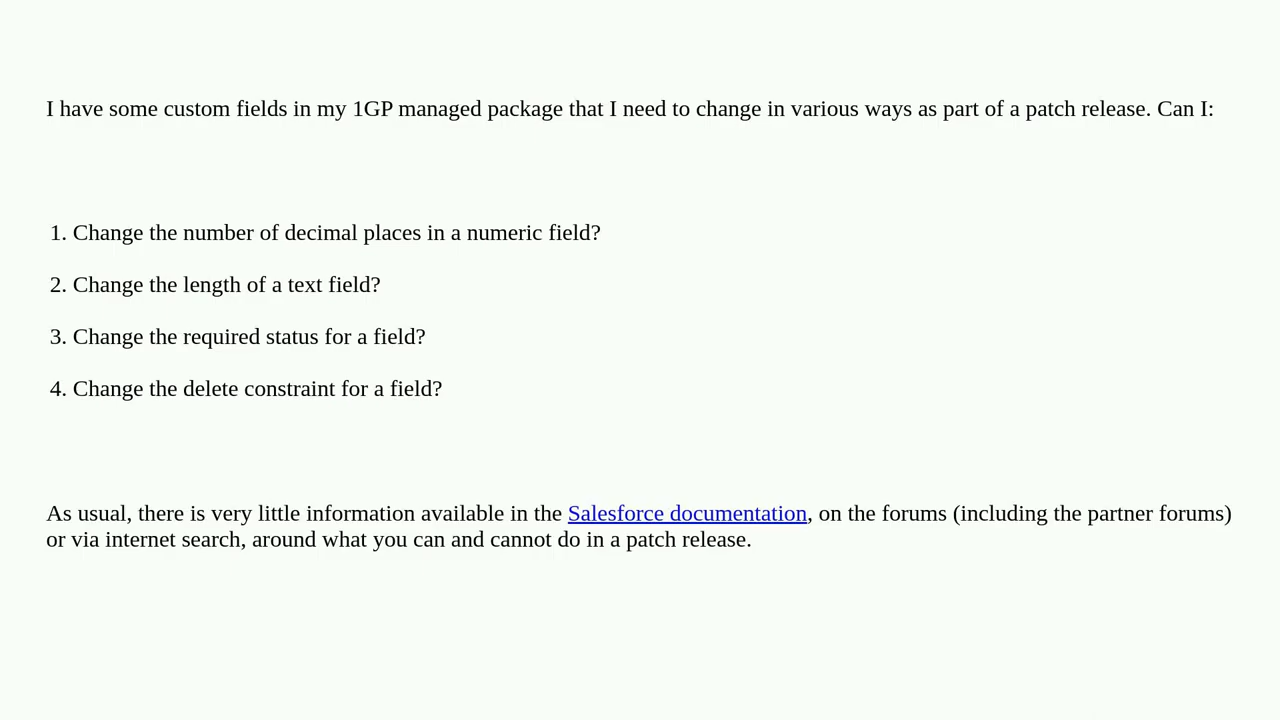 I have some custom fields in my 1GP managed package that I need to change in various ways as part of a patch release. Can I:
1. Change the number of decimal places in a numeric field?
2. Change the length of a text field?
3. Change the required status for a field?
4. Change the delete constraint for a field?
As usual, there is very little information available in the Salesforce documentation, on the forums (including the partner forums)
or via internet search, around what you can and cannot do in a patch release.